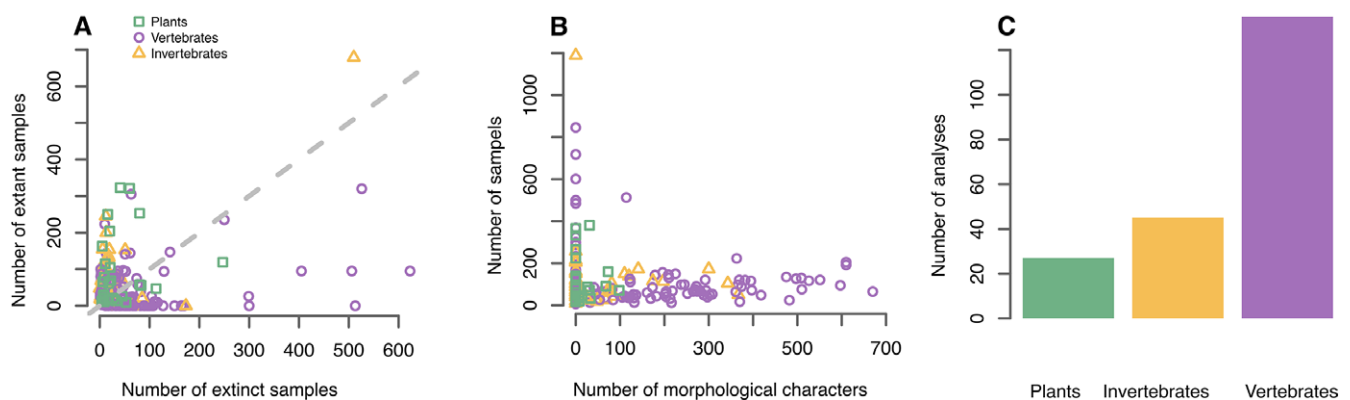 A
Plants
Vertebrates
Invertebrates
Number of extant samples
0
200
400
600
0 100 200 300 400 500 600
Number of extinct samples
B
Number of sampels
0
200
600
1000
0 100 300 500 700
Number of morphological characters
C
Number of analyses
0
20
40
60
80
100
Plants Invertebrates Vertebrates